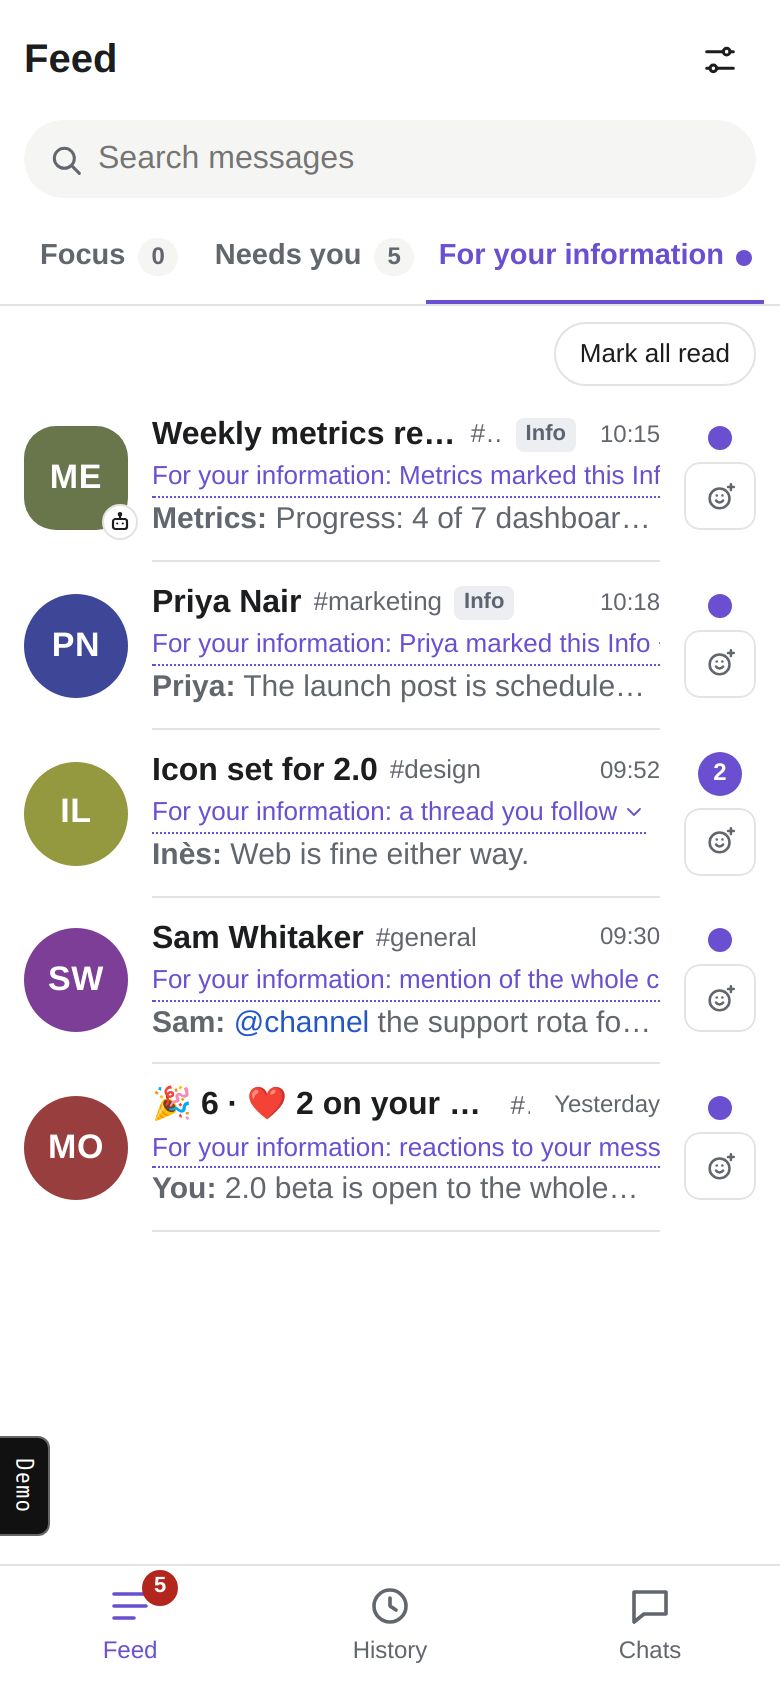 Feed
Search messages
Focus 0 Needs you 5 For your information
Mark all read
ME Weekly metrics re… #… Info 10:15
For your information: Metrics marked this Inf
Metrics: Progress: 4 of 7 dashboar…
PN Priya Nair #marketing Info 10:18
For your information: Priya marked this Info
Priya: The launch post is schedule…
IL Icon set for 2.0 #design 09:52 2
For your information: a thread you follow
Inès: Web is fine either way.
SW Sam Whitaker #general 09:30
For your information: mention of the whole c
Sam: @channel the support rota fo…
MO 🎉 6 · ❤️ 2 on your … #. Yesterday
For your information: reactions to your mess
You: 2.0 beta is open to the whole…
Demo
5
Feed History Chats